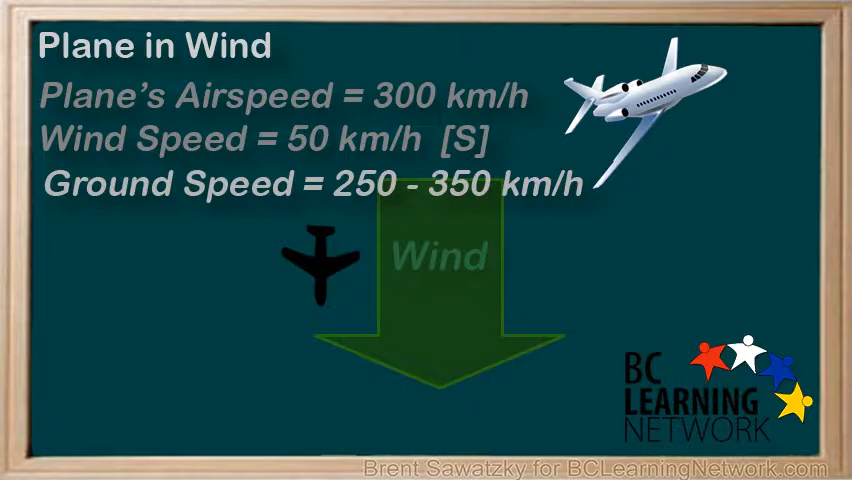 Plane in Wind
Plane's Airspeed = 300 km/h
Wind Speed = 50 km/h [S]
Ground Speed = 250 - 350 km/h
Wind
BC
LEARNING
NETWORK
Brent Sawatzky for BCLearningNetwork.com